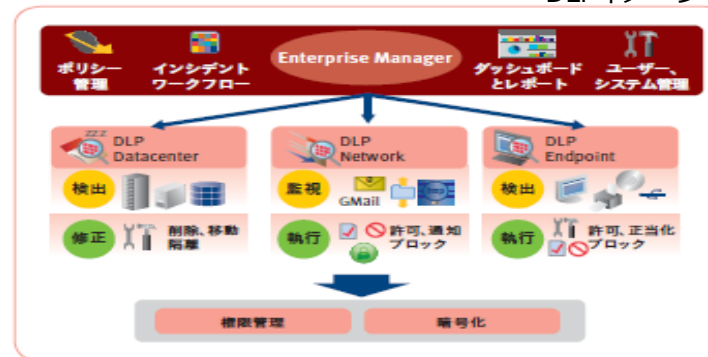 Enterprise Manager
ポリシー
管理
インシデント
ワークフロー
ダッシュボード
とレポート
ユーザー、
システム管理
ZZZ
DLP
Datacenter
検出
修正
削除、移動
隔離
DLP
Network
監視
GMail
執行
許可、通知
ブロック
DLP
Endpoint
検出
執行
許可、正当化
ブロック
権限管理
暗号化